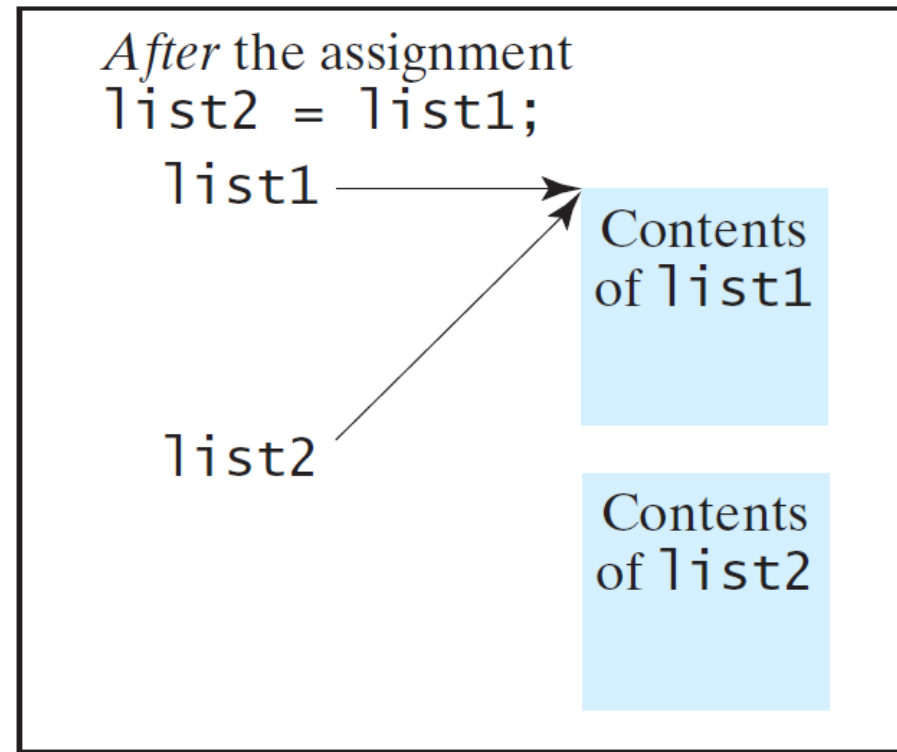 After the assignment
list2 = list1;
list1
Contents
of list1
list2
Contents
of list2